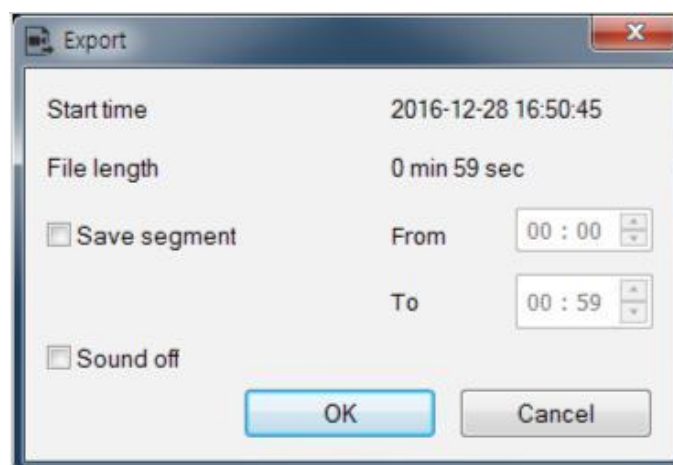 Export
Start time 2016-12-28 16:50:45
File length 0 min 59 sec
Save segment From 00 : 00
To 00 : 59
Sound off
OK Cancel